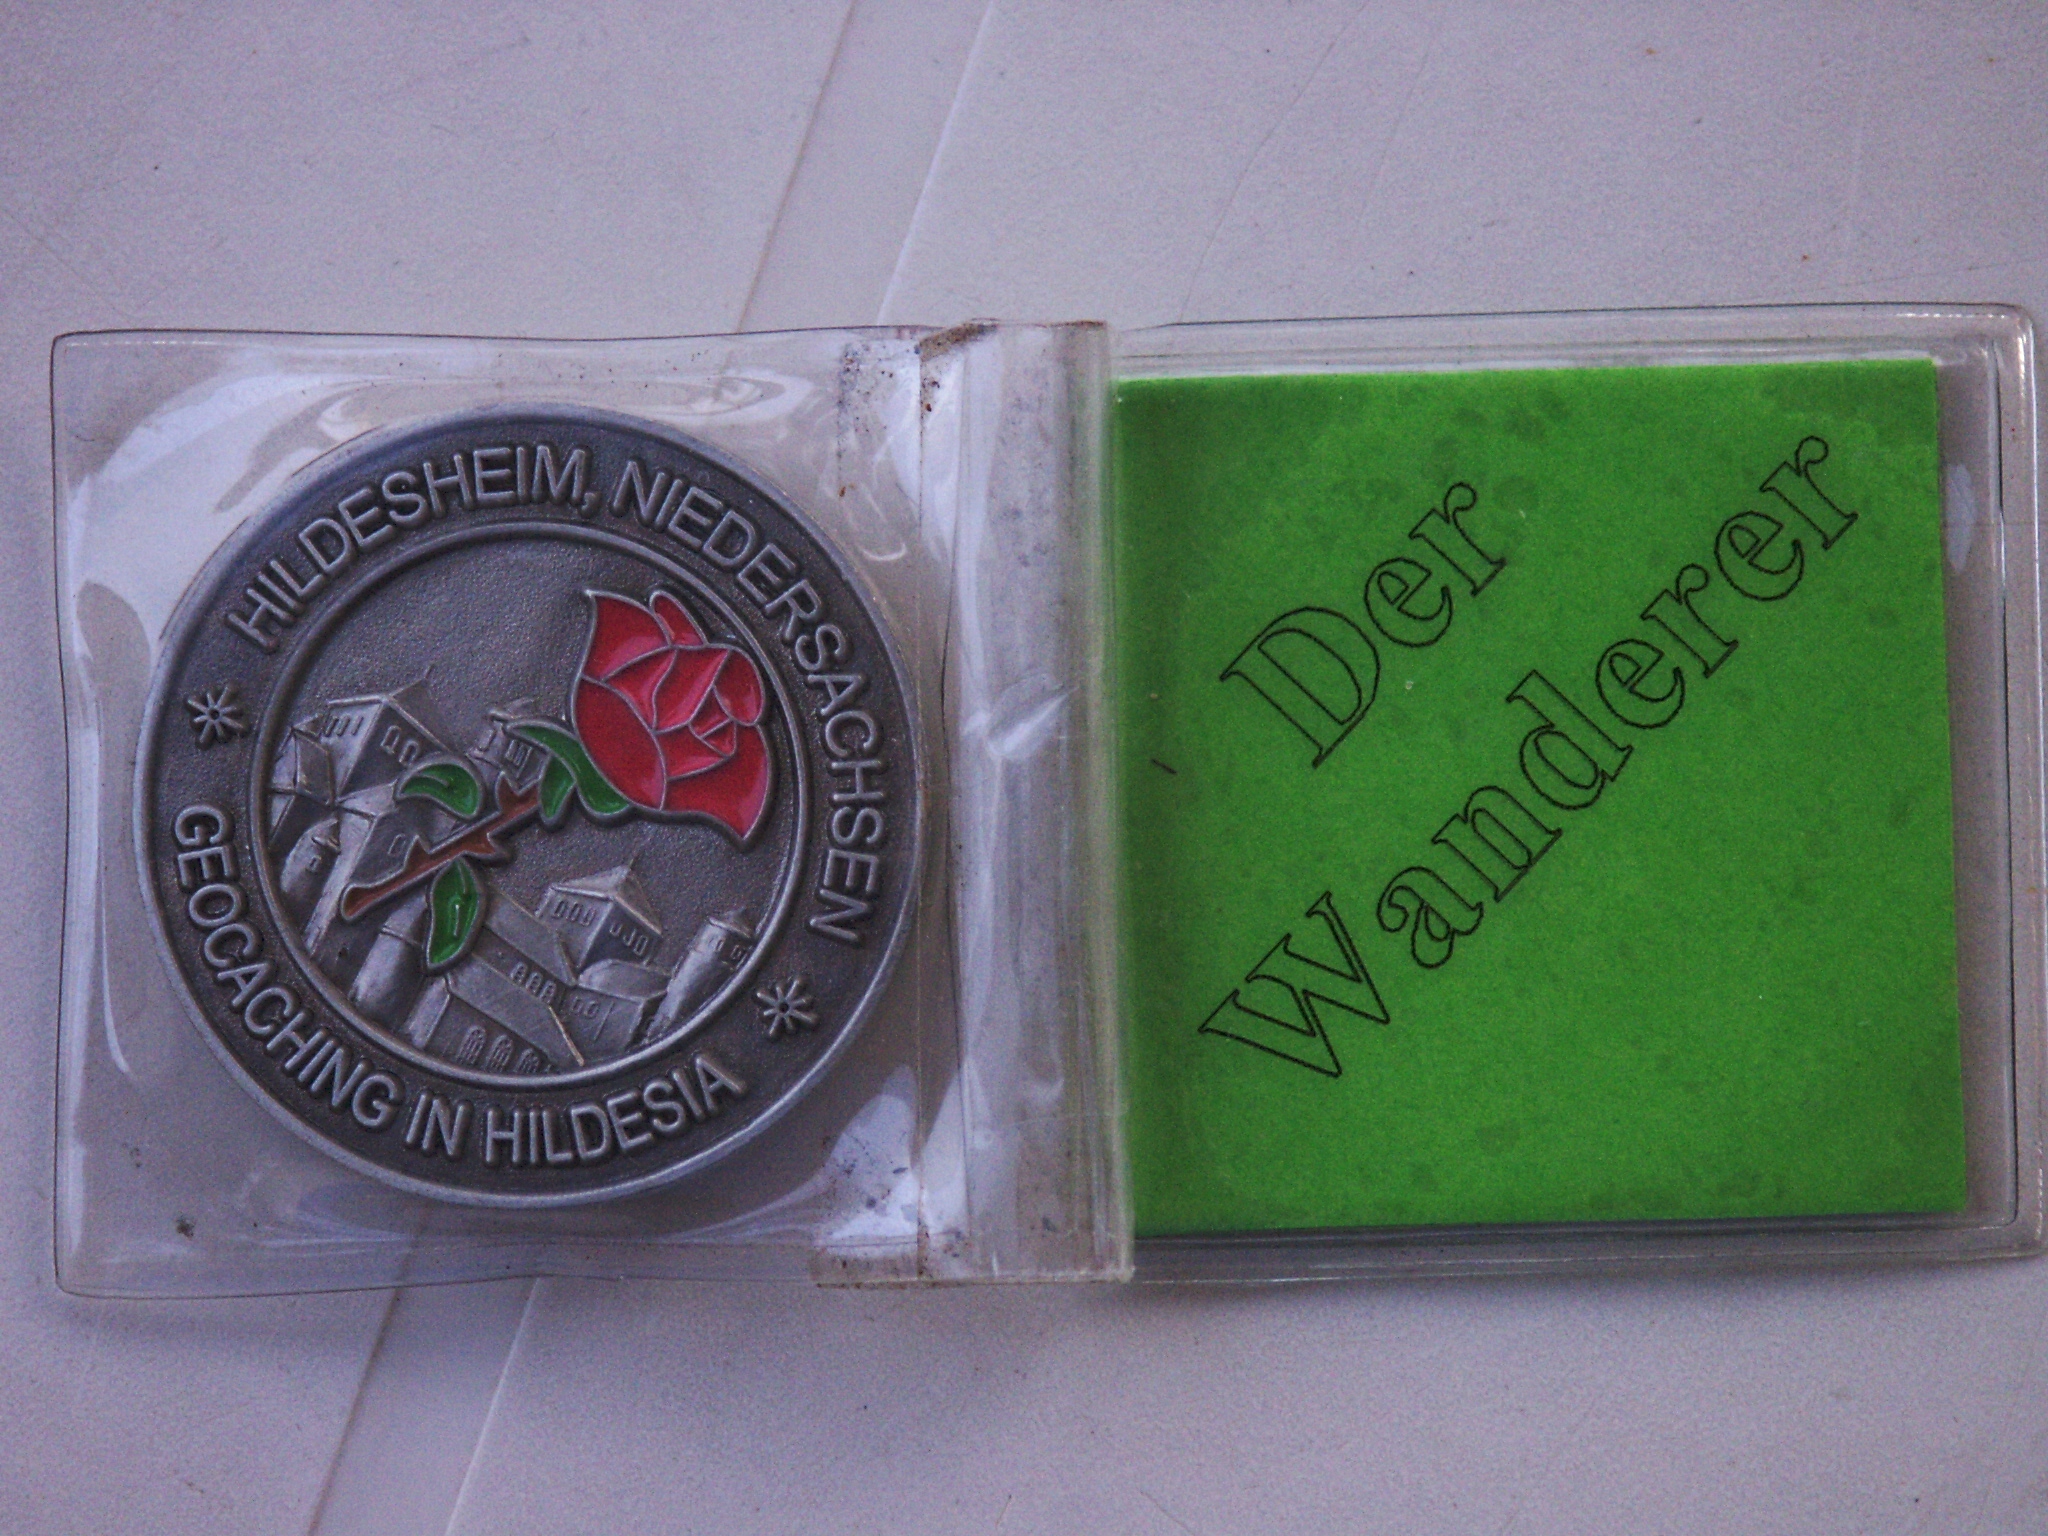 HILDESHEIM, NIEDERSACHSEN
GEOCACHING IN HILDESIA
Der
Wanderer